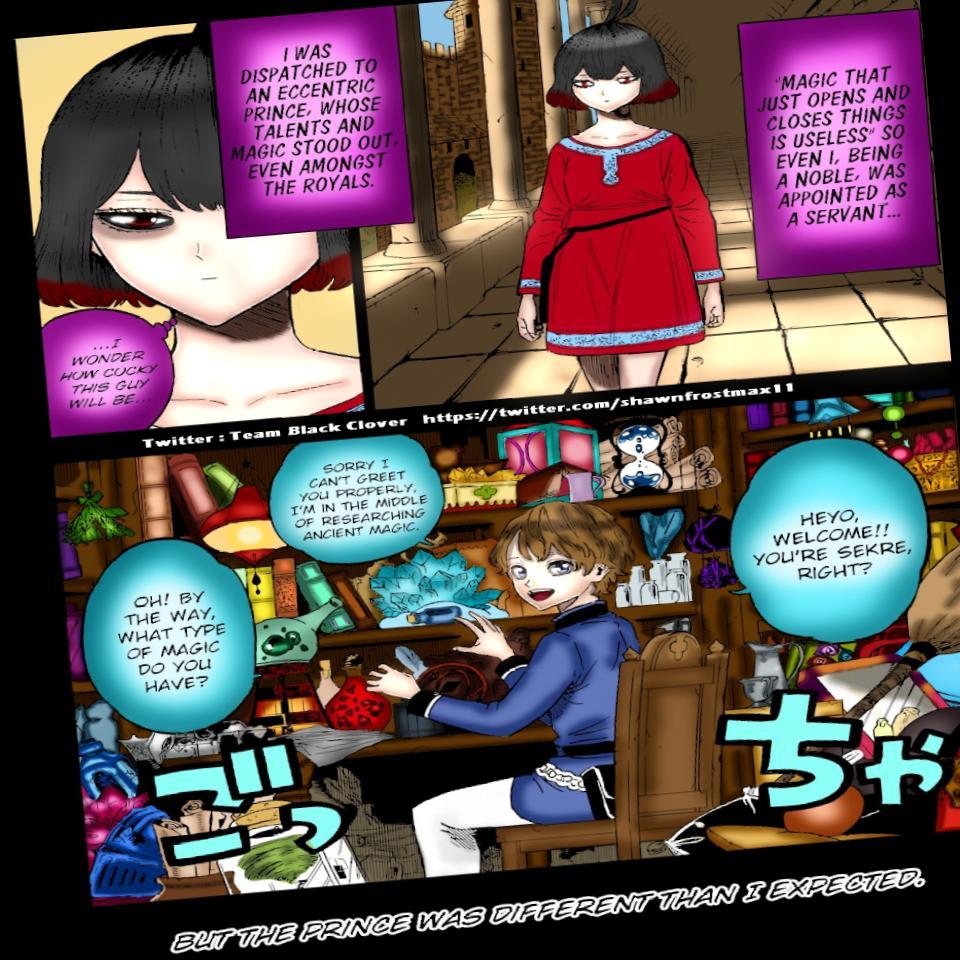 "MAGIC THAT
JUST OPENS AND
CLOSES THINGS
IS USELESS" SO
EVEN I, BEING
A NOBLE, WAS
APPOINTED AS
A SERVANT...
I WAS
DISPATCHED TO
AN ECCENTRIC
PRINCE, WHOSE
TALENTS AND
MAGIC STOOD OUT,
EVEN AMONGST
THE ROYALS.
...I
WONDER
HOW COCKY
THIS GUY
WILL BE...
Twitter : Team Black Clover https://twitter.com/shawnfrostmax11
HEYO,
WELCOME!!
YOU'RE SEKRE,
RIGHT?
SORRY I
CAN'T GREET
YOU PROPERLY,
I'M IN THE MIDDLE
OF RESEARCHING
ANCIENT MAGIC.
OH! BY
THE WAY,
WHAT TYPE
OF MAGIC
DO YOU
HAVE?
ごっ
ちゃ
BUT THE PRINCE WAS DIFFERENT THAN I EXPECTED.